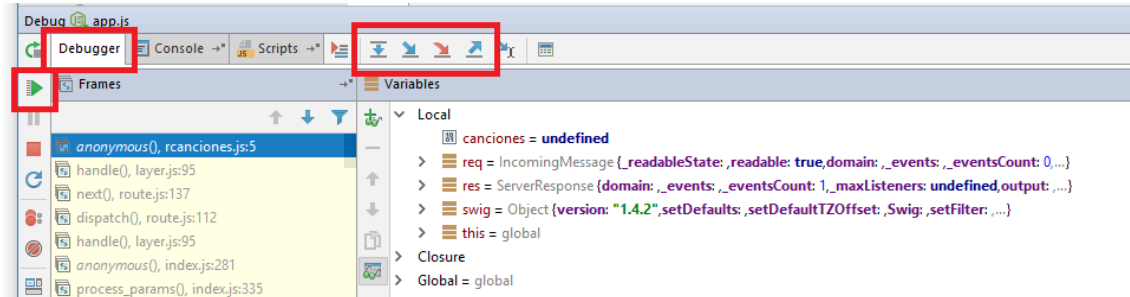 Debug app.js
Debugger Console Scripts
Frames
Variables
anonymous(), rcanciones.js:5
handle(), layer.js:95
next(), route.js:137
dispatch(), route.js:112
handle(), layer.js:95
anonymous(), index.js:281
process_params(), index.js:335
Local
canciones = undefined
req = IncomingMessage {_readableState: ,readable: true,domain: ,_events: ,_eventsCount: 0,...}
res = ServerResponse {domain: ,_events: ,_eventsCount: 1,_maxListeners: undefined,output: ,...}
swig = Object {version: "1.4.2",setDefaults: ,setDefaultTZOffset: ,Swig: ,setFilter: ,...}
this = global
Closure
Global = global